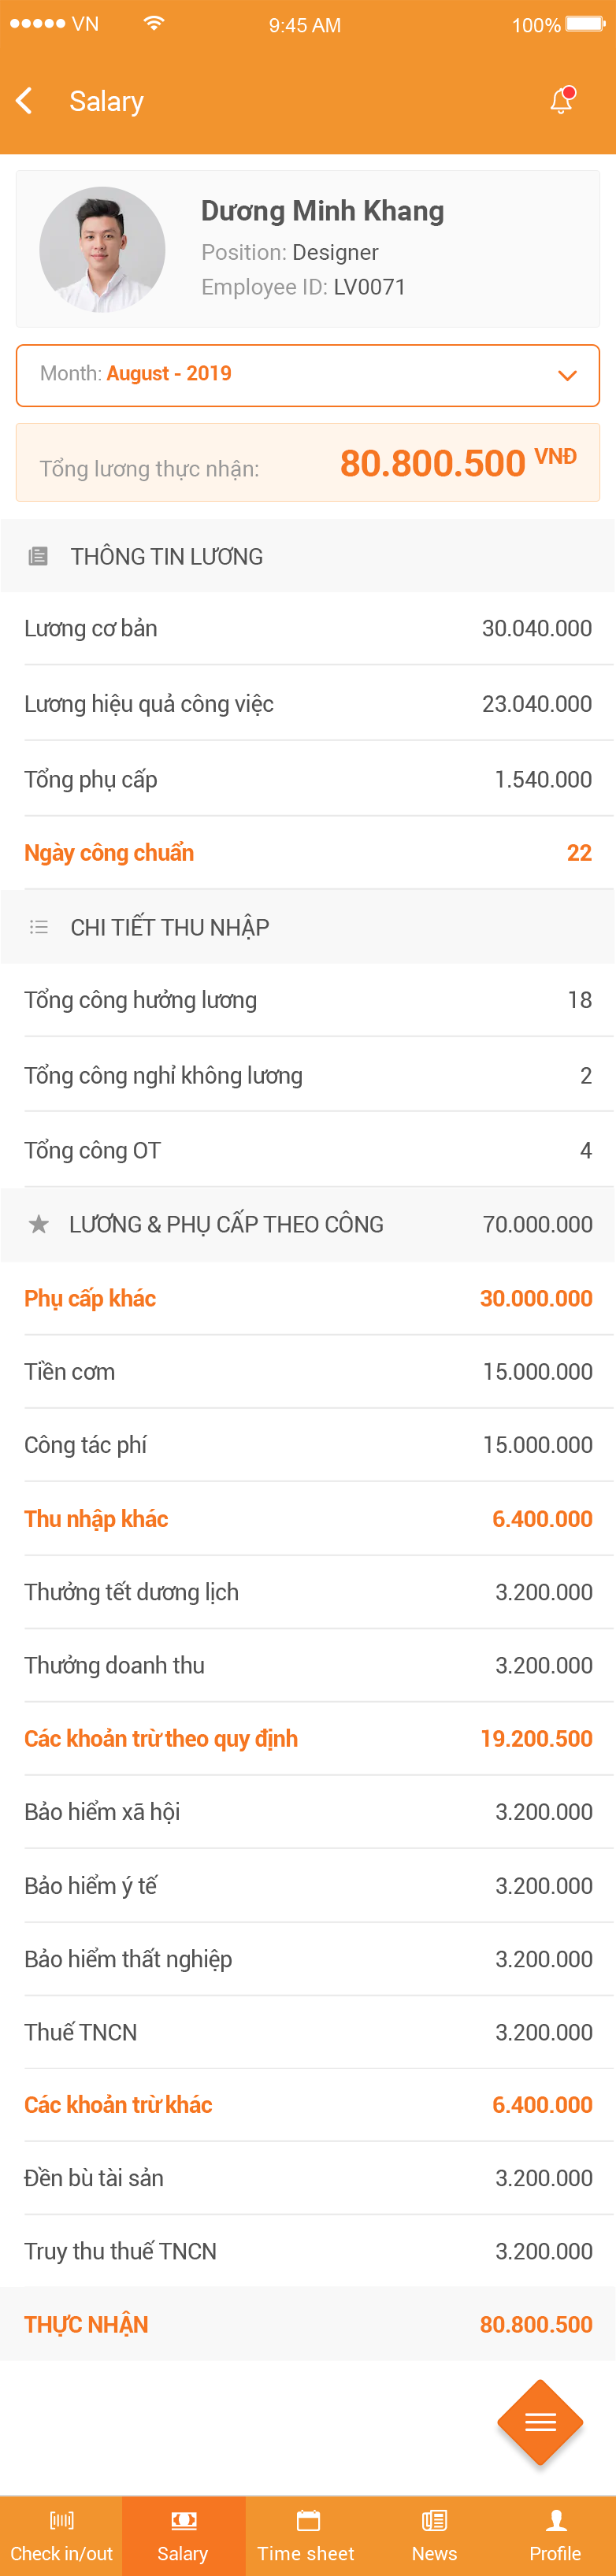 VN 9:45 AM 100%
Salary
Dương Minh Khang
Position: Designer
Employee ID: LV0071
Month: August - 2019
Tổng lương thực nhận: 80.800.500 VNĐ
THÔNG TIN LƯƠNG
Lương cơ bản 30.040.000
Lương hiệu quả công việc 23.040.000
Tổng phụ cấp 1.540.000
Ngày công chuẩn 22
CHI TIẾT THU NHẬP
Tổng công hưởng lương 18
Tổng công nghỉ không lương 2
Tổng công OT 4
LƯƠNG & PHỤ CẤP THEO CÔNG 70.000.000
Phụ cấp khác 30.000.000
Tiền cơm 15.000.000
Công tác phí 15.000.000
Thu nhập khác 6.400.000
Thưởng tết dương lịch 3.200.000
Thưởng doanh thu 3.200.000
Các khoản trừ theo quy định 19.200.500
Bảo hiểm xã hội 3.200.000
Bảo hiểm ý tế 3.200.000
Bảo hiểm thất nghiệp 3.200.000
Thuế TNCN 3.200.000
Các khoản trừ khác 6.400.000
Đền bù tài sản 3.200.000
Truy thu thuế TNCN 3.200.000
THỰC NHẬN 80.800.500
Check in/out Salary Time sheet News Profile